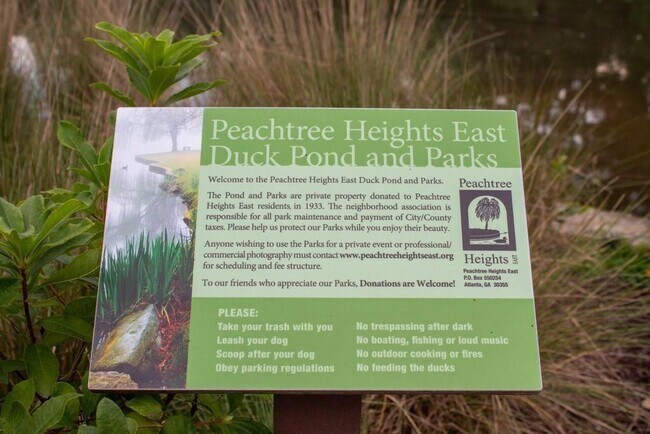 Peachtree Heights East
Duck Pond and Parks
Welcome to the Peachtree Heights East Duck Pond and Parks.
The Pond and Parks are private property donated to Peachtree
Heights East residents, in 1933. The neighborhood association is
responsible for all park maintenance and payment of City/County
taxes. Please help us protect our Parks while you enjoy their beauty.
Anyone wishing to use the Parks for a private event or professional/
commercial photography must contact www.peachtreeheightseast.org
for scheduling and fee structure.
To our friends who appreciate our Parks, Donations are Welcome!
Peachtree
Heights EAST
Peachtree Heights East
P.O. Box 550254
Atlanta, GA 30355
PLEASE:
Take your trash with you
Leash your dog
Scoop after your dog
Obey parking regulations
No trespassing after dark
No boating, fishing or loud music
No outdoor cooking or fires
No feeding the ducks